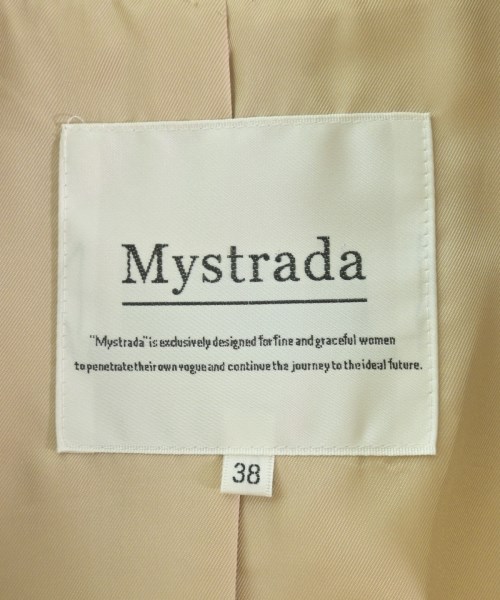 Mystrada
"Mystrada" is exclusively designed for fine and graceful women
to penetrate their own vogue and continue the journey to the ideal future.
38